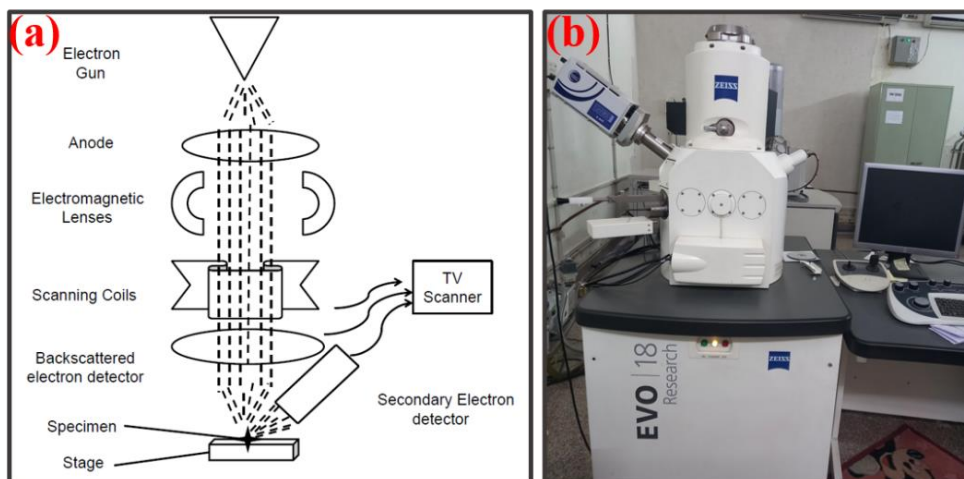 (a)
Electron
Gun
Anode
Electromagnetic
Lenses
Scanning Coils
TV
Scanner
Backscattered
electron detector
Secondary Electron
detector
Specimen
Stage
(b)
ZEISS
EVO | 18
Research
ZEISS